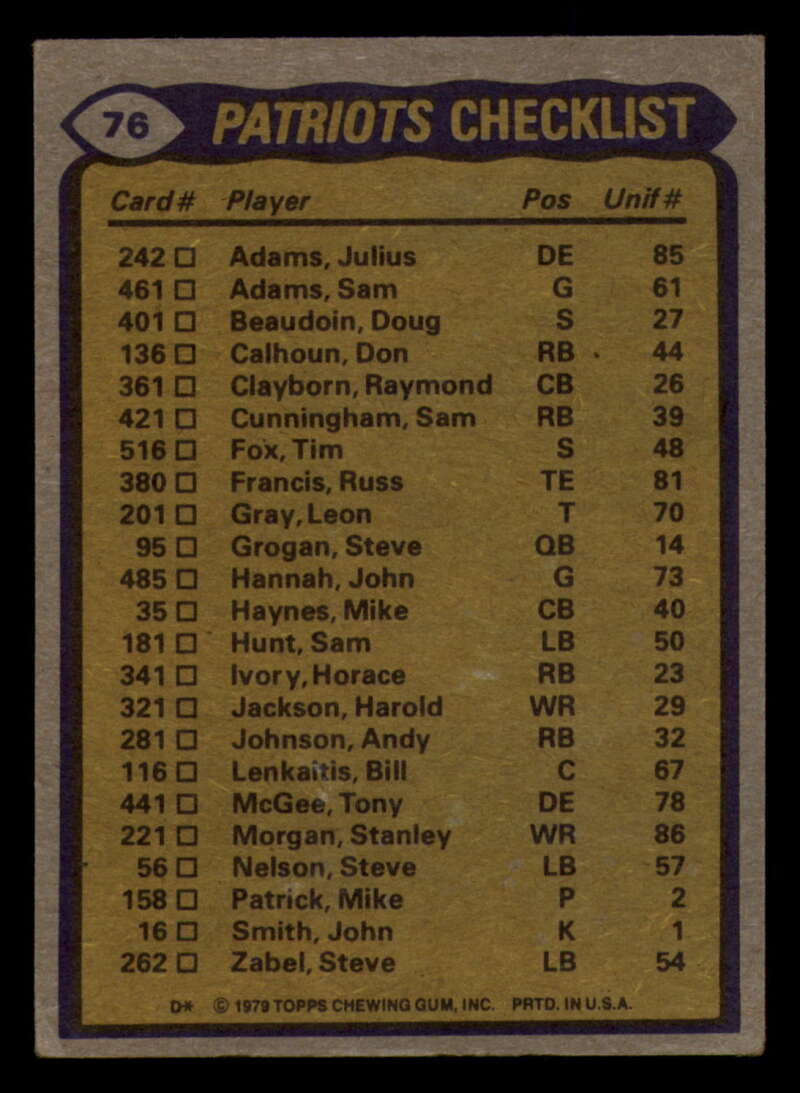 76 PATRIOTS CHECKLIST
Card # Player Pos Unif #
242 □ Adams, Julius DE 85
461 □ Adams, Sam G 61
401 □ Beaudoin, Doug S 27
136 □ Calhoun, Don RB 44
361 □ Clayborn, Raymond CB 26
421 □ Cunningham, Sam RB 39
516 □ Fox, Tim S 48
380 □ Francis, Russ TE 81
201 □ Gray, Leon T 70
95 □ Grogan, Steve QB 14
485 □ Hannah, John G 73
35 □ Haynes, Mike CB 40
181 □ Hunt, Sam LB 50
341 □ Ivory, Horace RB 23
321 □ Jackson, Harold WR 29
281 □ Johnson, Andy RB 32
116 □ Lenkaitis, Bill C 67
441 □ McGee, Tony DE 78
221 □ Morgan, Stanley WR 86
56 □ Nelson, Steve LB 57
158 □ Patrick, Mike P 2
16 □ Smith, John K 1
262 □ Zabel, Steve LB 54
D* © 1979 TOPPS CHEWING GUM, INC. PRTD. IN U.S.A.